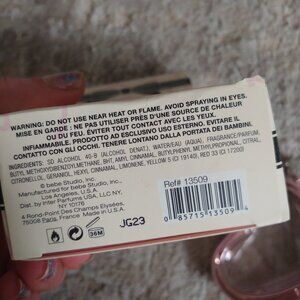 WARNING: DO NOT USE NEAR HEAT OR FLAME. AVOID SPRAYING IN EYES.
MISE EN GARDE : NE PAS UTILISER PRÈS D'UNE SOURCE DE CHALEUR
OU DU FEU. ÉVITER TOUT CONTACT AVEC LES YEUX.
INFIAMMABILE. PRODOTTO AD ESCLUSIVO USO ESTERNO. EVITARE IL
CONTATTO CON GLI OCCHI. TENERE LONTANO DALLA PORTATA DEI BAMBINI.
INGREDIENTS: SD ALCOHOL 40-B (ALCOHOL DENAT.), WATER/EAU (AQUA), FRAGRANCE/PARFUM,
BUTYL METHOXYDIBENZOYLMETHANE, BHT, AMYL CINNAMAL, BUTYLPHENYL METHYLPROPIONAL, CITRAL,
CITRONELLOL, GERANIOL, HEXYL CINNAMAL, LIMONENE, YELLOW 5 (CI 19140), RED 33 (CI 17200)
© bebe Studio, Inc.
Manufactured for bebe Studio, Inc.
Los Angeles, U.S.A.
Dist. by Inter Parfums USA, LLC NY,
NY 10176
4 Rond-Point Des Champs Elysées,
75008 Paris France. Made in U.S.A.
36M
JG23
Ref# 13509
0 85715 13509 4